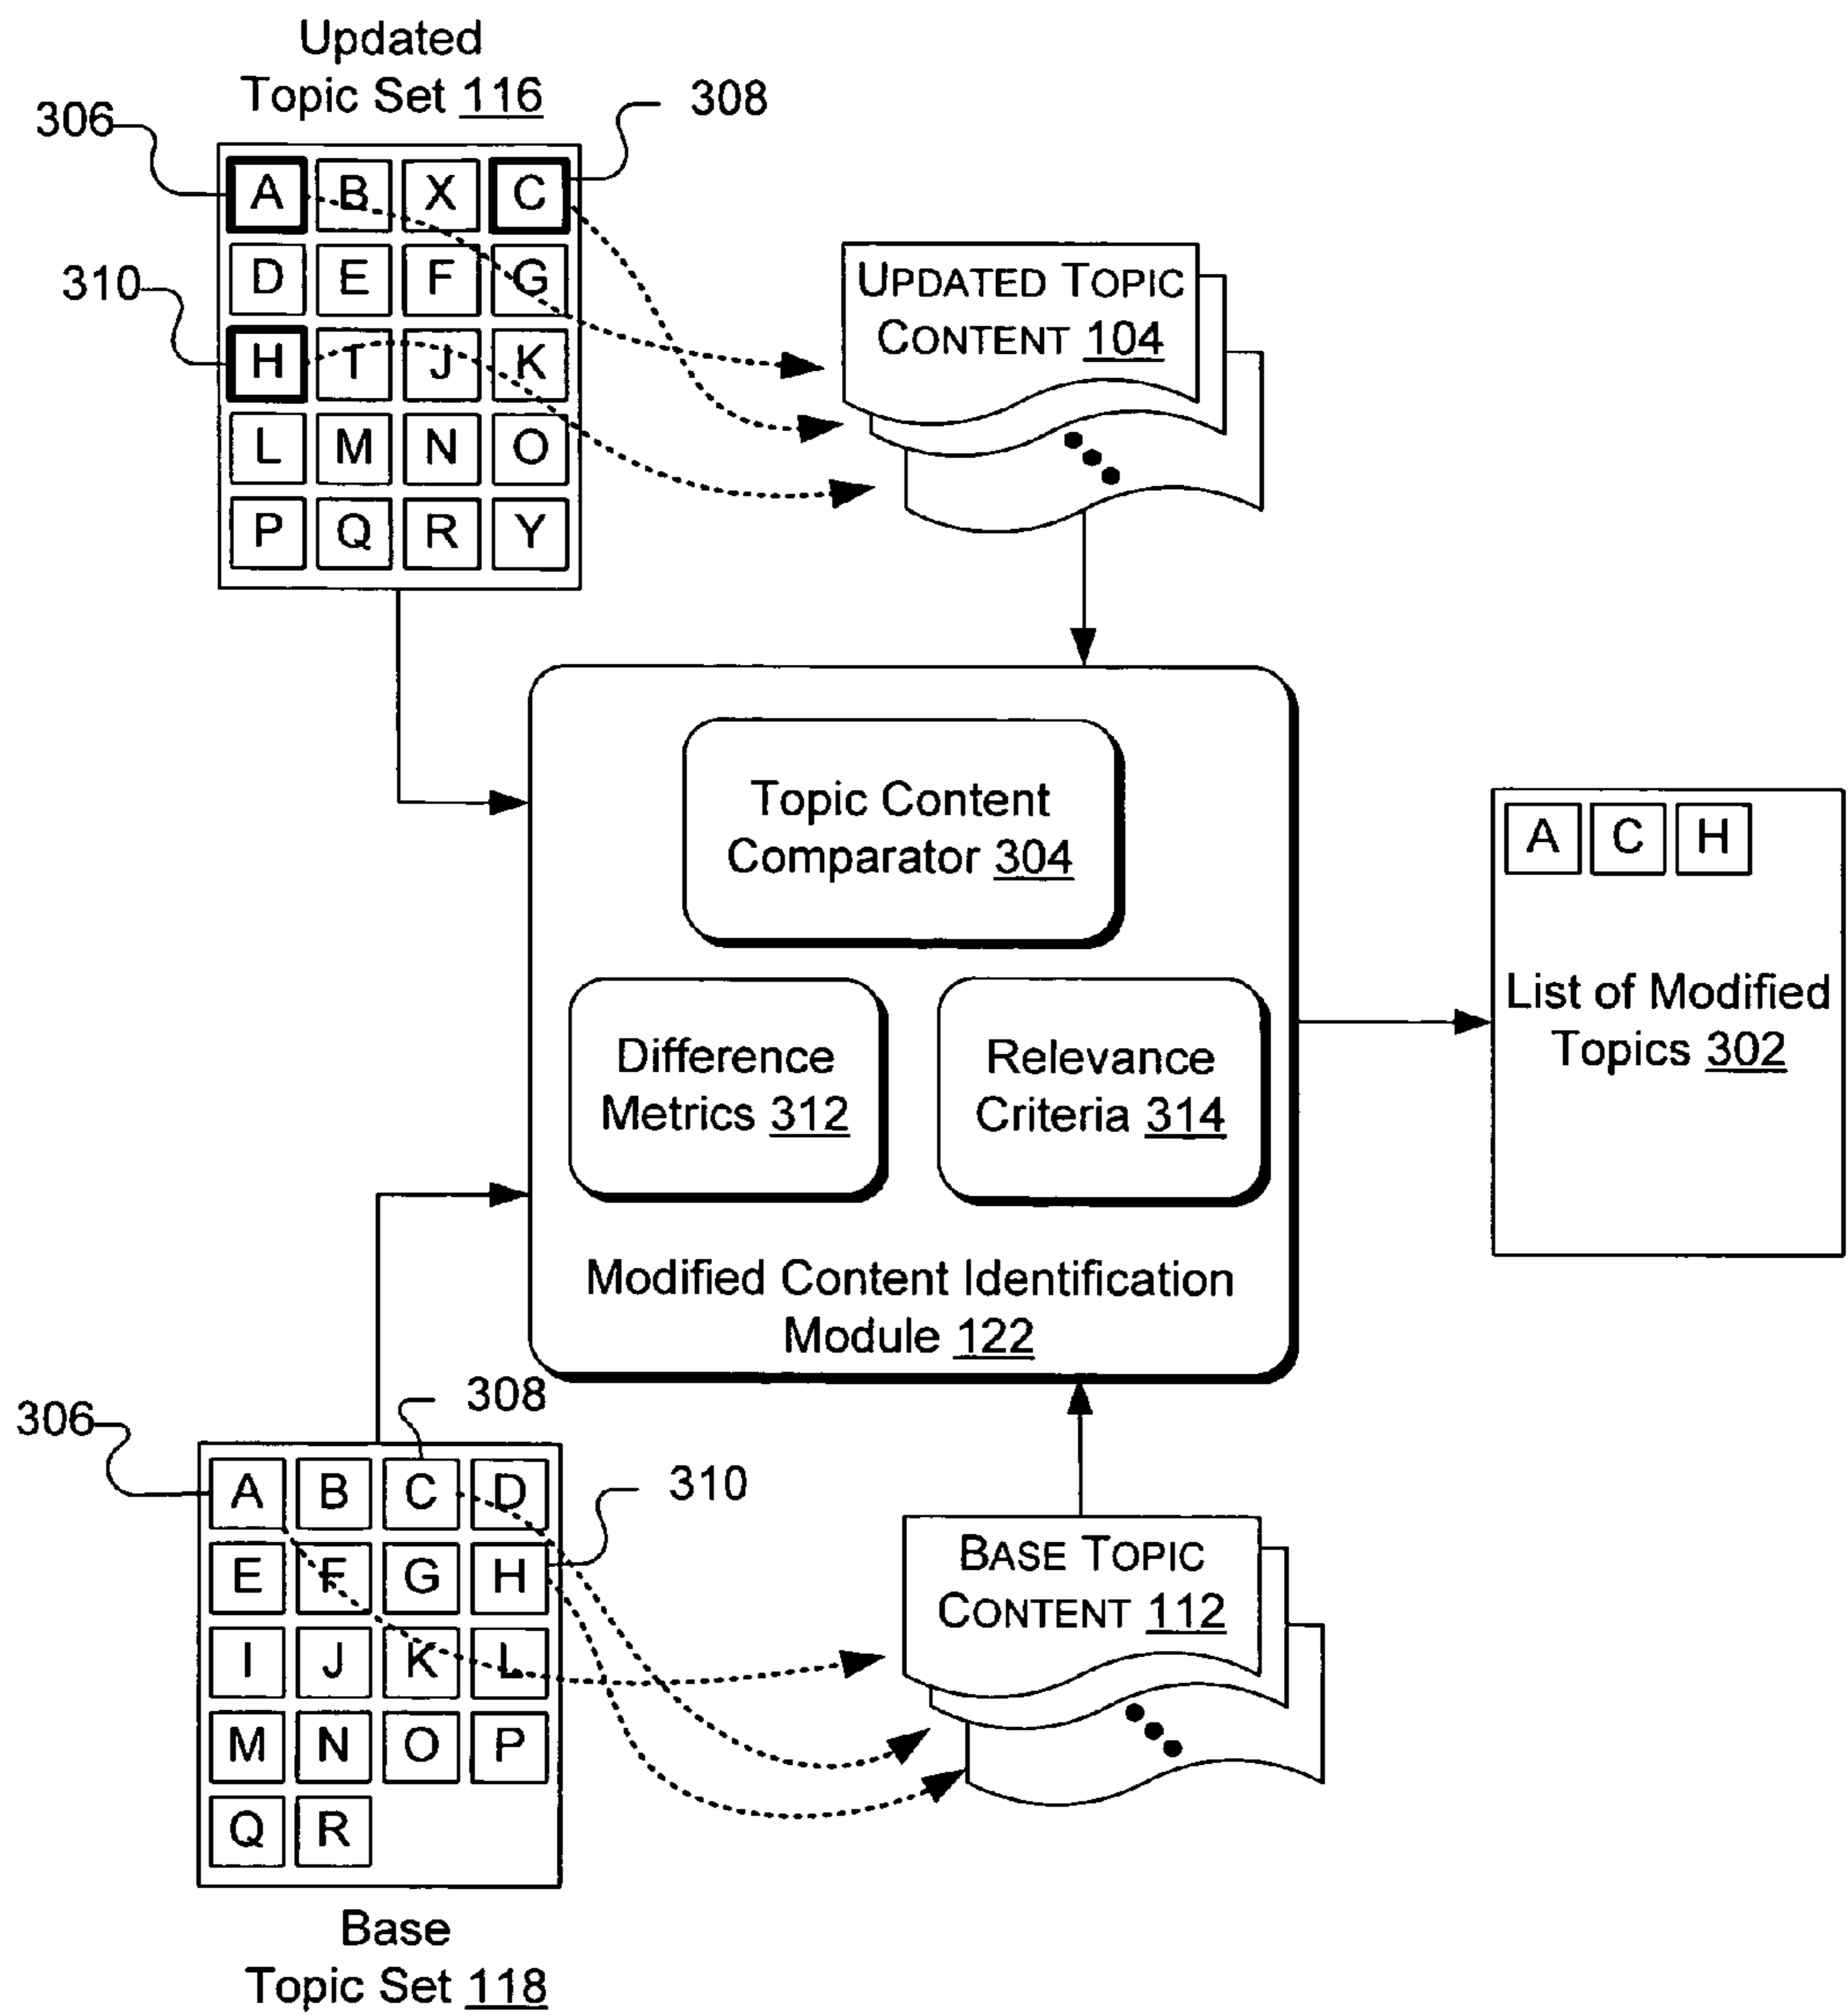 Updated
Topic Set 116
306
308
A B X C
310
D E F G
H T J K
L M N O
P Q R Y
UPDATED TOPIC
CONTENT 104
Topic Content
Comparator 304
Difference
Metrics 312
Relevance
Criteria 314
Modified Content Identification
Module 122
A C H
List of Modified
Topics 302
306
308
310
A B C D
E F G H
I J K L
M N O P
Q R
Base
Topic Set 118
BASE TOPIC
CONTENT 112